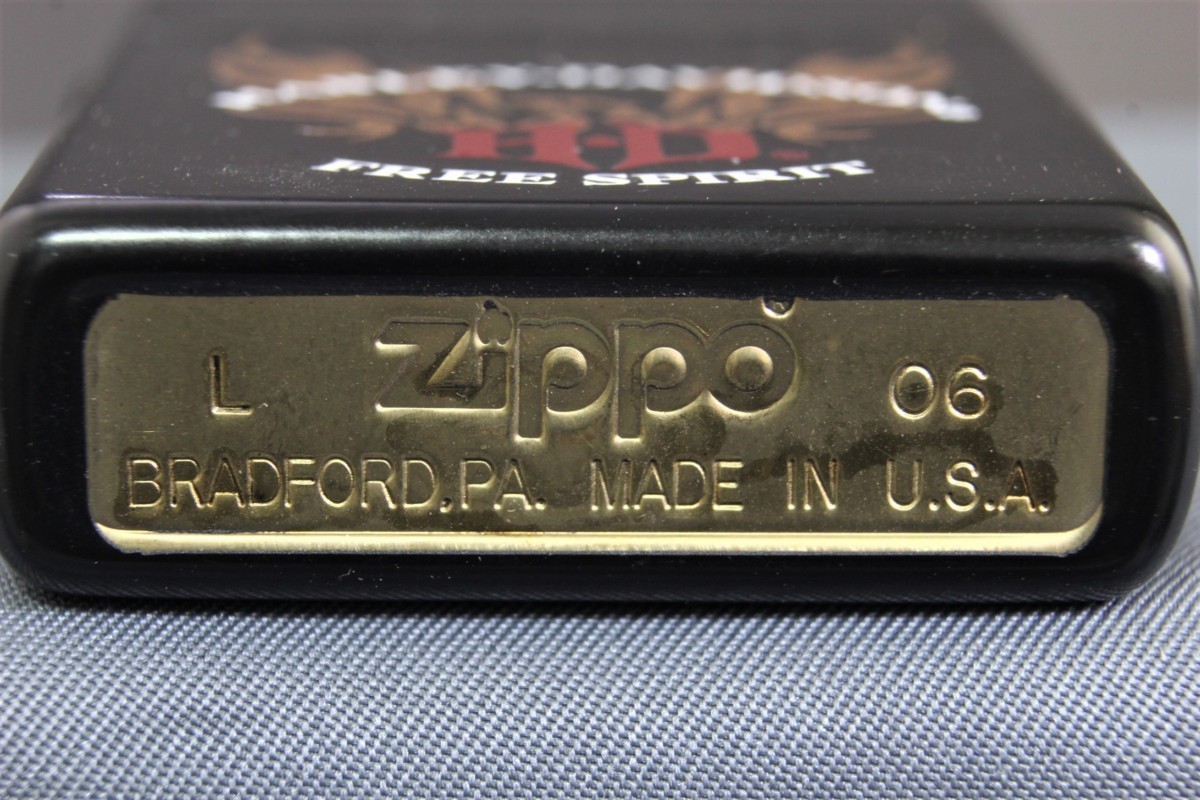 H-D.
FREE SPIRIT
L Zippo 06
BRADFORD, PA. MADE IN U.S.A.